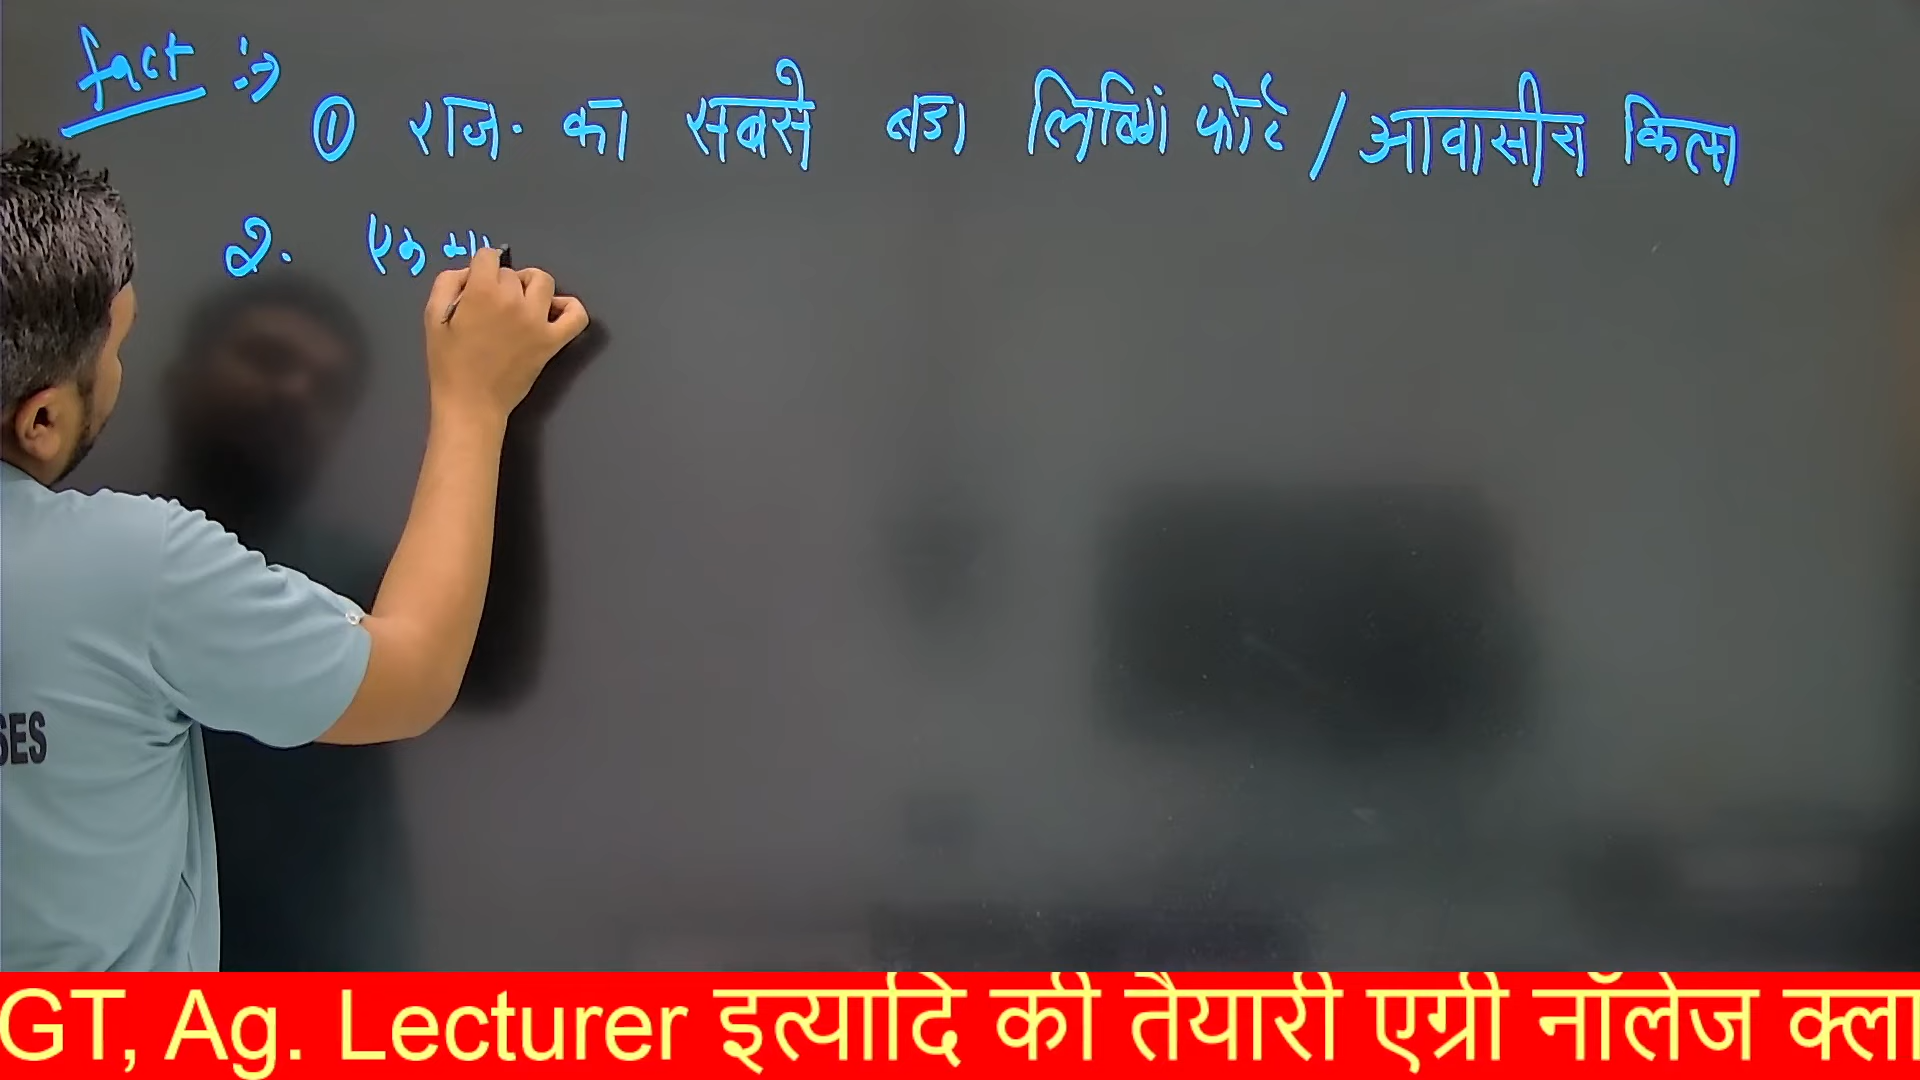 fact :→
① राज. का सबसे बडा लिविंग फोर्ट / आवासीय किला
2. एक मा
SES
GT, Ag. Lecturer इत्यादि की तैयारी एग्री नॉलेज क्ला